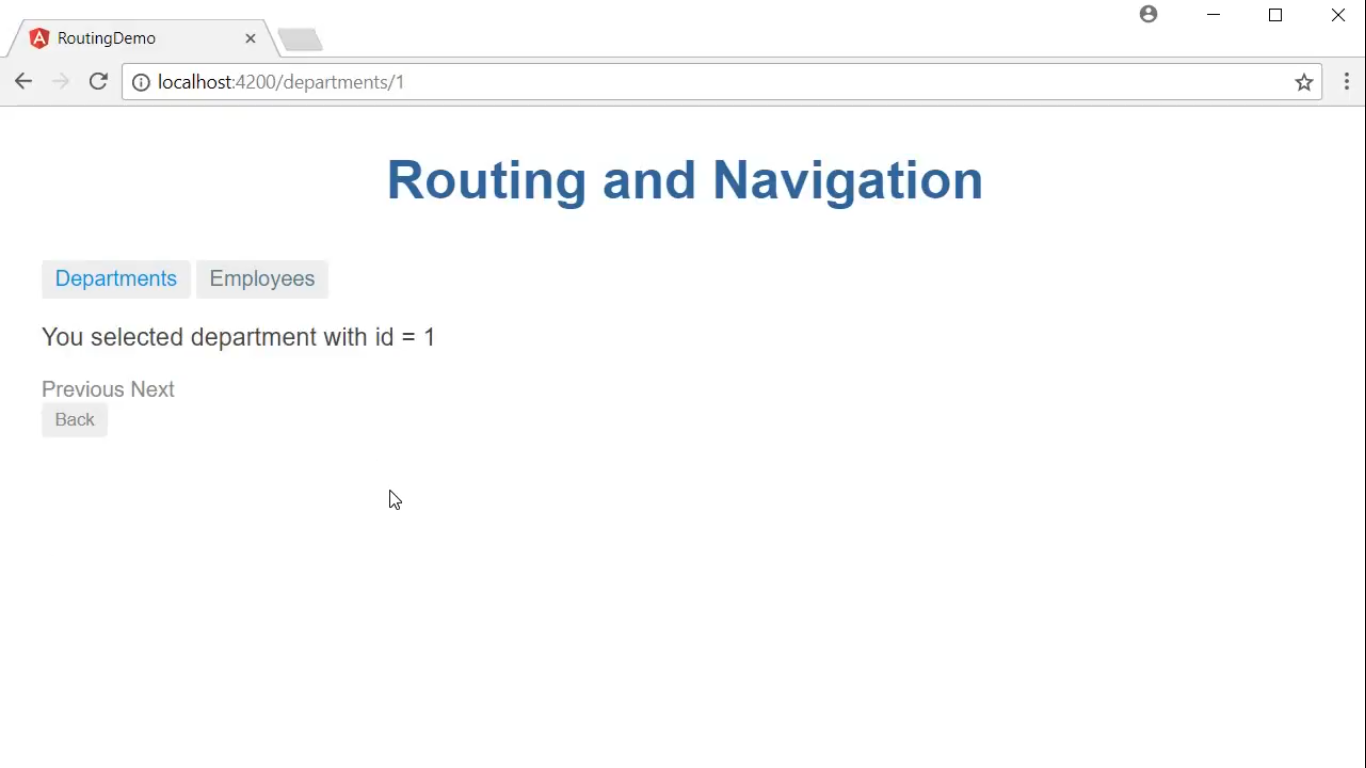 RoutingDemo
localhost:4200/departments/1
Routing and Navigation
Departments Employees
You selected department with id = 1
Previous Next
Back